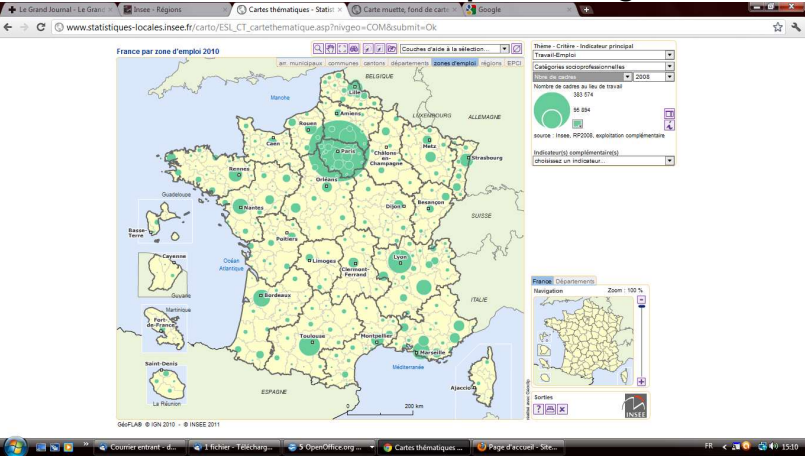 Le Grand Journal - Le Grand
Insee - Régions
Cartes thématiques - Statist
Carte muette, fond de carte
Google
www.statistiques-locales.insee.fr/carto/ESL_CT_cartethematique.asp?nivgeo=COM&submit=Ok
France par zone d'emploi 2010
Couches d'aide à la sélection...
arr. municipaux communes cantons départements zones d'emploi régions EPCI
BELGIQUE
Lille
Manche
Amiens
LUXEMBOURG
ALLEMAGNE
Rouen
Caen
Paris
Châlons-en-Champagne
Metz
Strasbourg
Rennes
Orléans
Guadeloupe
Nantes
Dijon
Besançon
Basse-Terre
SUISSE
Poitiers
Cayenne
Océan Atlantique
Limoges
Clermont-Ferrand
Lyon
Guyane
Martinique
Bordeaux
ITALIE
Fort-de-France
Toulouse
Montpellier
Marseille
Saint-Denis
Méditerranée
Ajaccio
La Réunion
ESPAGNE
0 200 km
GéoFLA® © IGN 2010 - © INSEE 2011
Thème - Critère - Indicateur principal
Travail-Emploi
Catégories socioprofessionnelles
Nbre de cadres 2008
Nombre de cadres au lieu de travail
383 574
95 894
source : Insee, RP2008, exploitation complémentaire
Indicateur(s) complémentaire(s)
choisissez un indicateur...
France Départements
Navigation Zoom : 100 %
Sorties
INSEE
Courrier entrant - d...
1 fichier - Télécharg...
5 OpenOffice.org ...
Cartes thématiques ...
Page d'accueil - Site...
FR
15:10